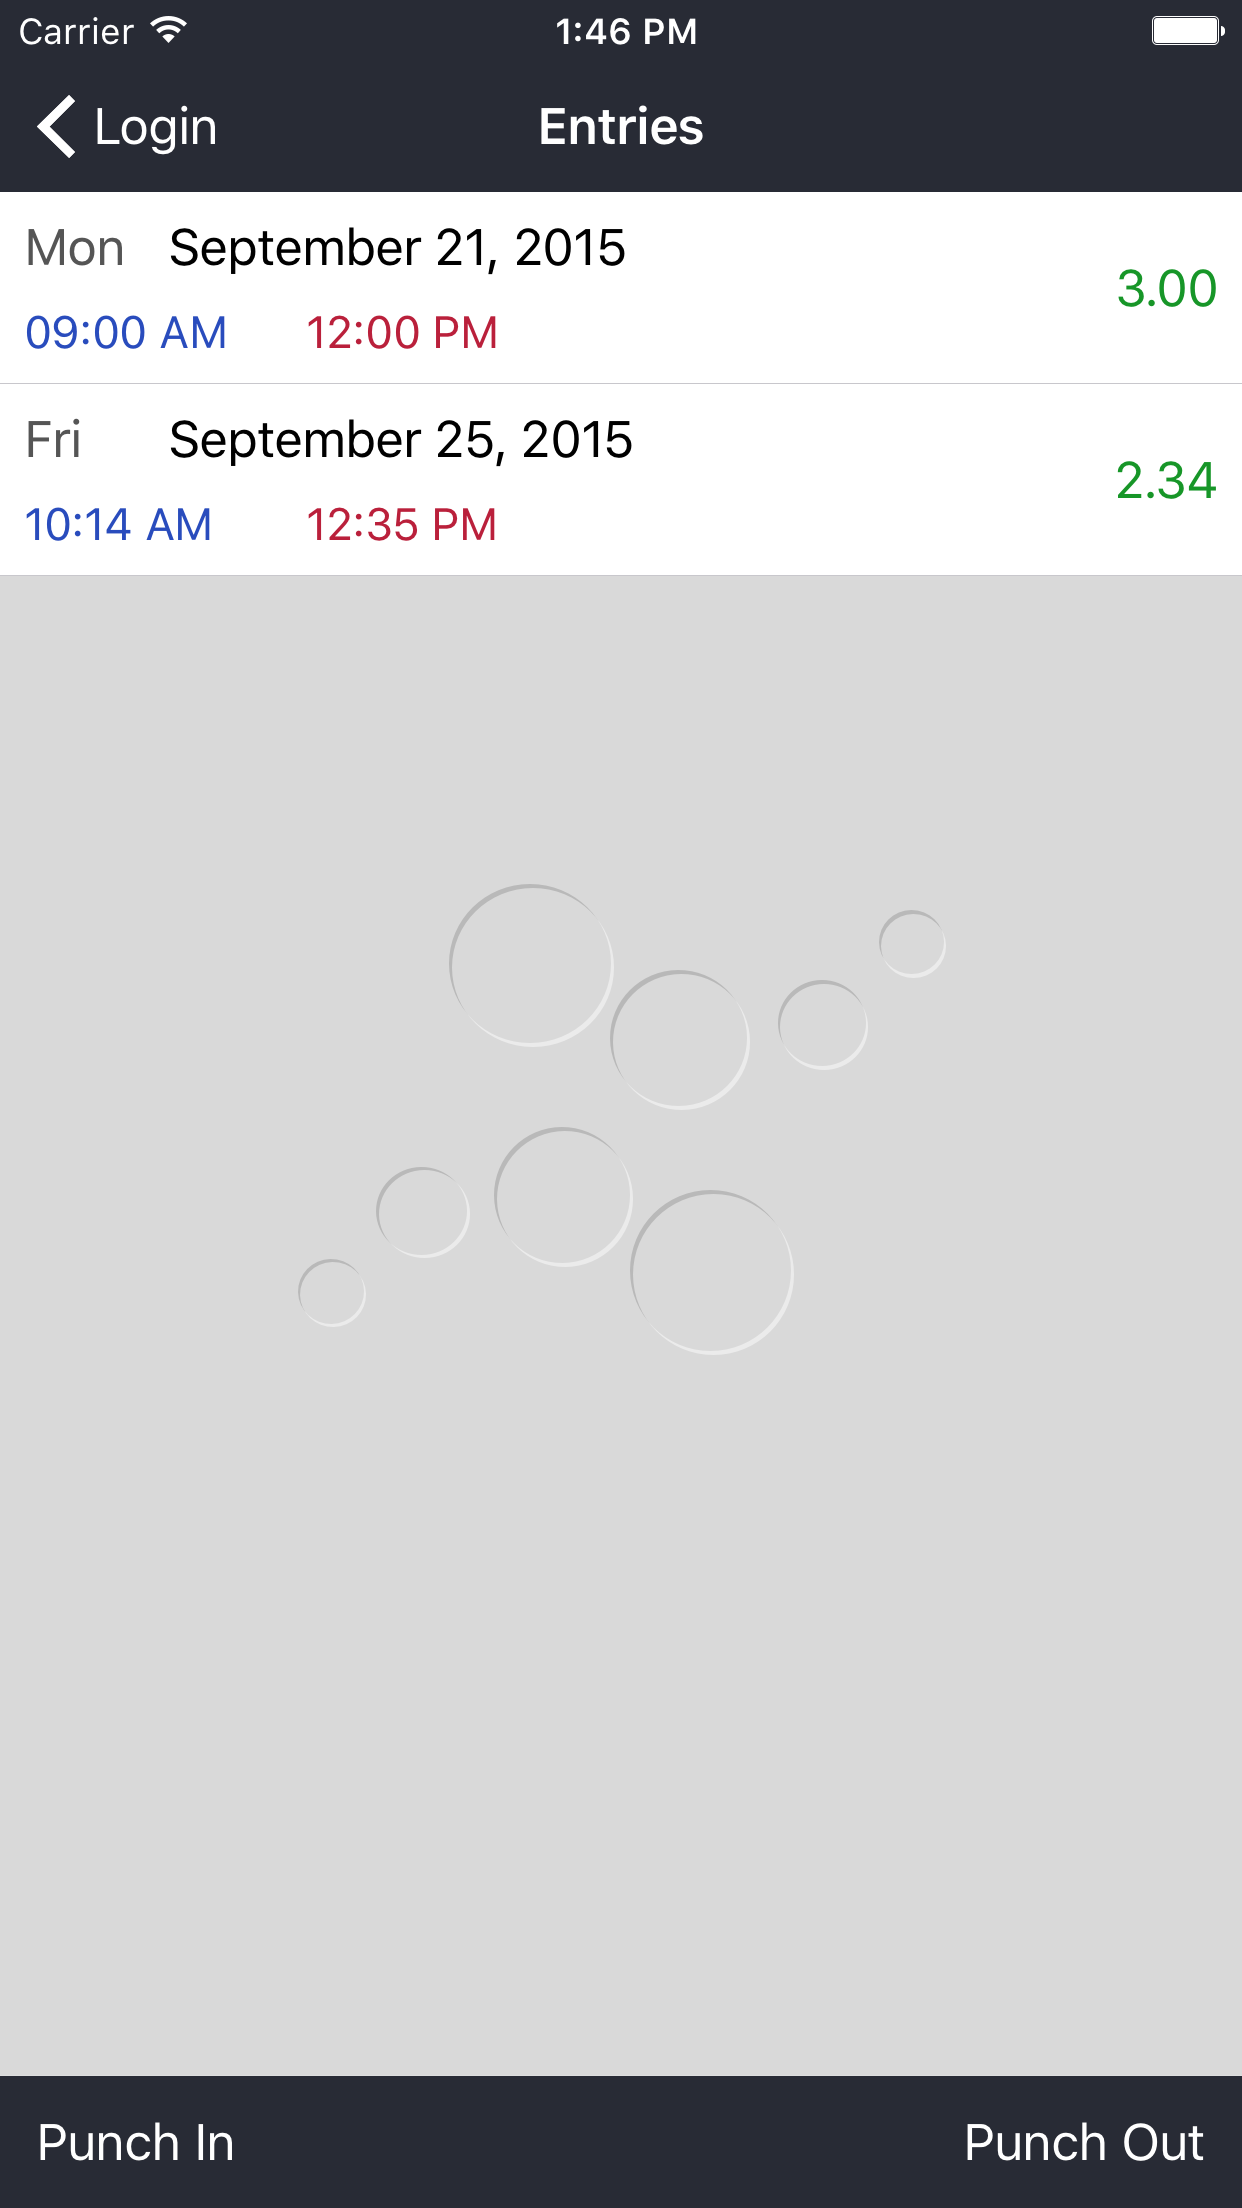 Carrier 1:46 PM
Login Entries
Mon September 21, 2015
3.00
09:00 AM 12:00 PM
Fri September 25, 2015
2.34
10:14 AM 12:35 PM
Punch In Punch Out